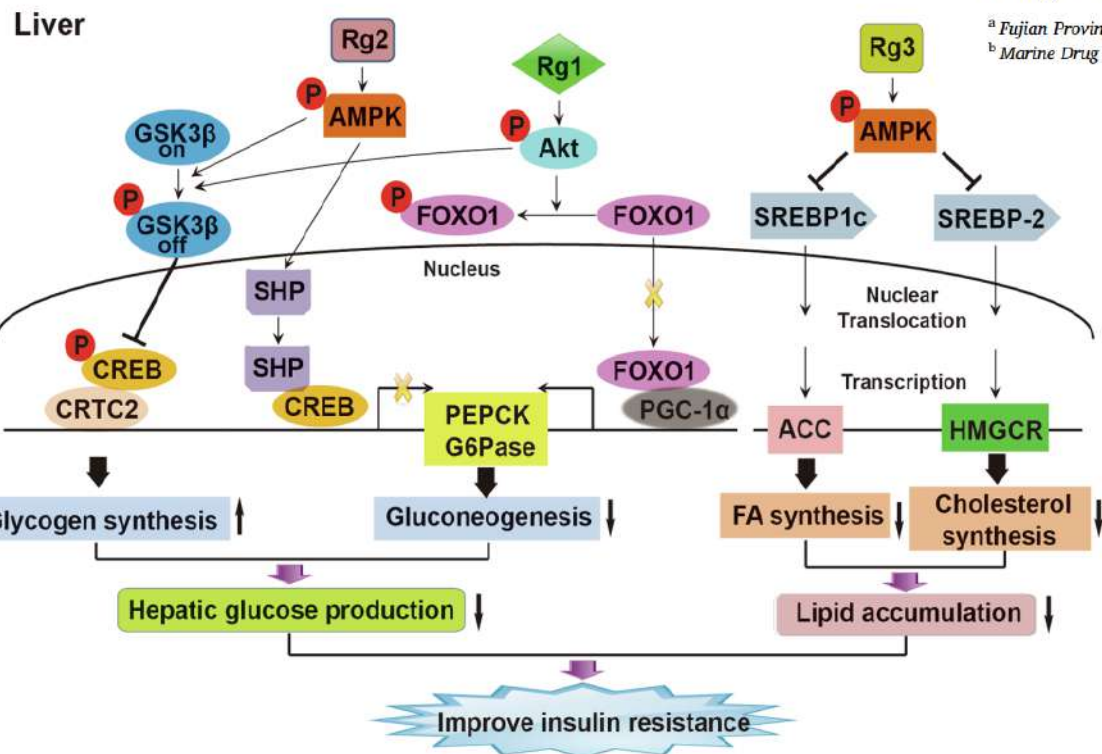 Liver
a Fujian Provin
b Marine Drug
Rg2
Rg1
Rg3
P
AMPK
P
Akt
P
AMPK
GSK3β
on
P
GSK3β
off
P
FOXO1
FOXO1
SREBP1c
SREBP-2
Nucleus
SHP
Nuclear
Translocation
P
CREB
CRTC2
SHP
CREB
FOXO1
PGC-1α
Transcription
PEPCK
G6Pase
ACC
HMGCR
Glycogen synthesis
Gluconeogenesis
FA synthesis
Cholesterol
synthesis
Hepatic glucose production
Lipid accumulation
Improve insulin resistance